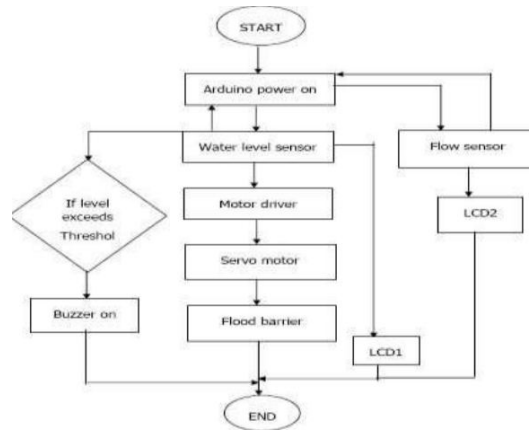 START
Arduino power on
Water level sensor
Flow sensor
If level
exceeds
Threshol
Motor driver
LCD2
Servo motor
Buzzer on
Flood barrier
LCD1
END